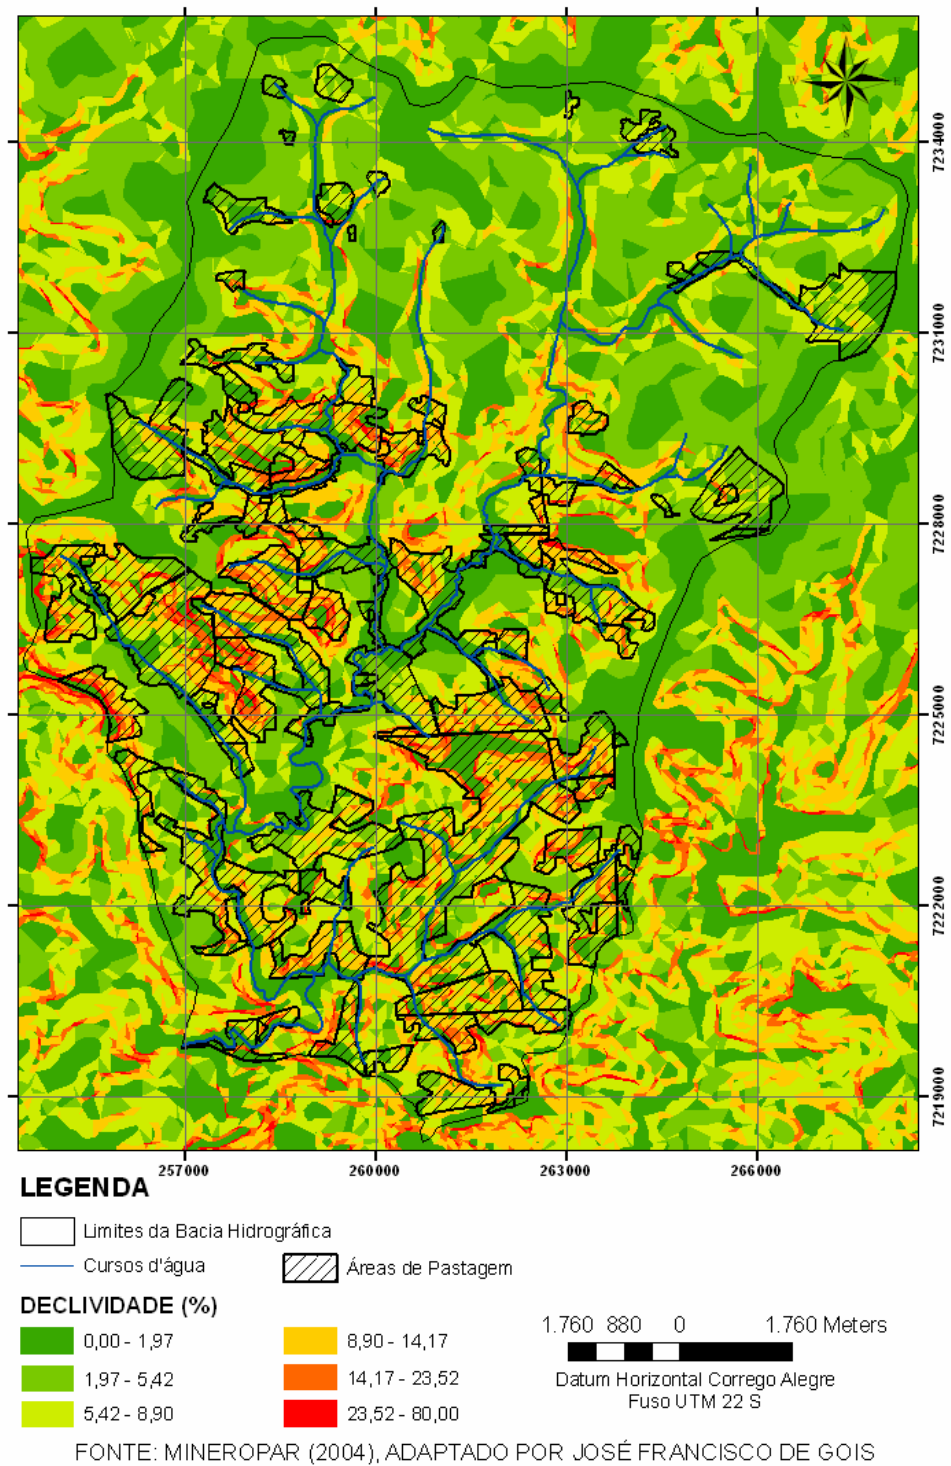 W E
S
7234000
7231000
7228000
7225000
7222000
7219000
257000 260000 263000 266000
LEGENDA
Limites da Bacia Hidrográfica
Cursos d'água Áreas de Pastagem
DECLIVIDADE (%)
0,00 - 1,97 8,90 - 14,17
1,97 - 5,42 14,17 - 23,52
5,42 - 8,90 23,52 - 80,00
1.760 880 0 1.760 Meters
Datum Horizontal Corrego Alegre
Fuso UTM 22 S
FONTE: MINEROPAR (2004), ADAPTADO POR JOSÉ FRANCISCO DE GOIS